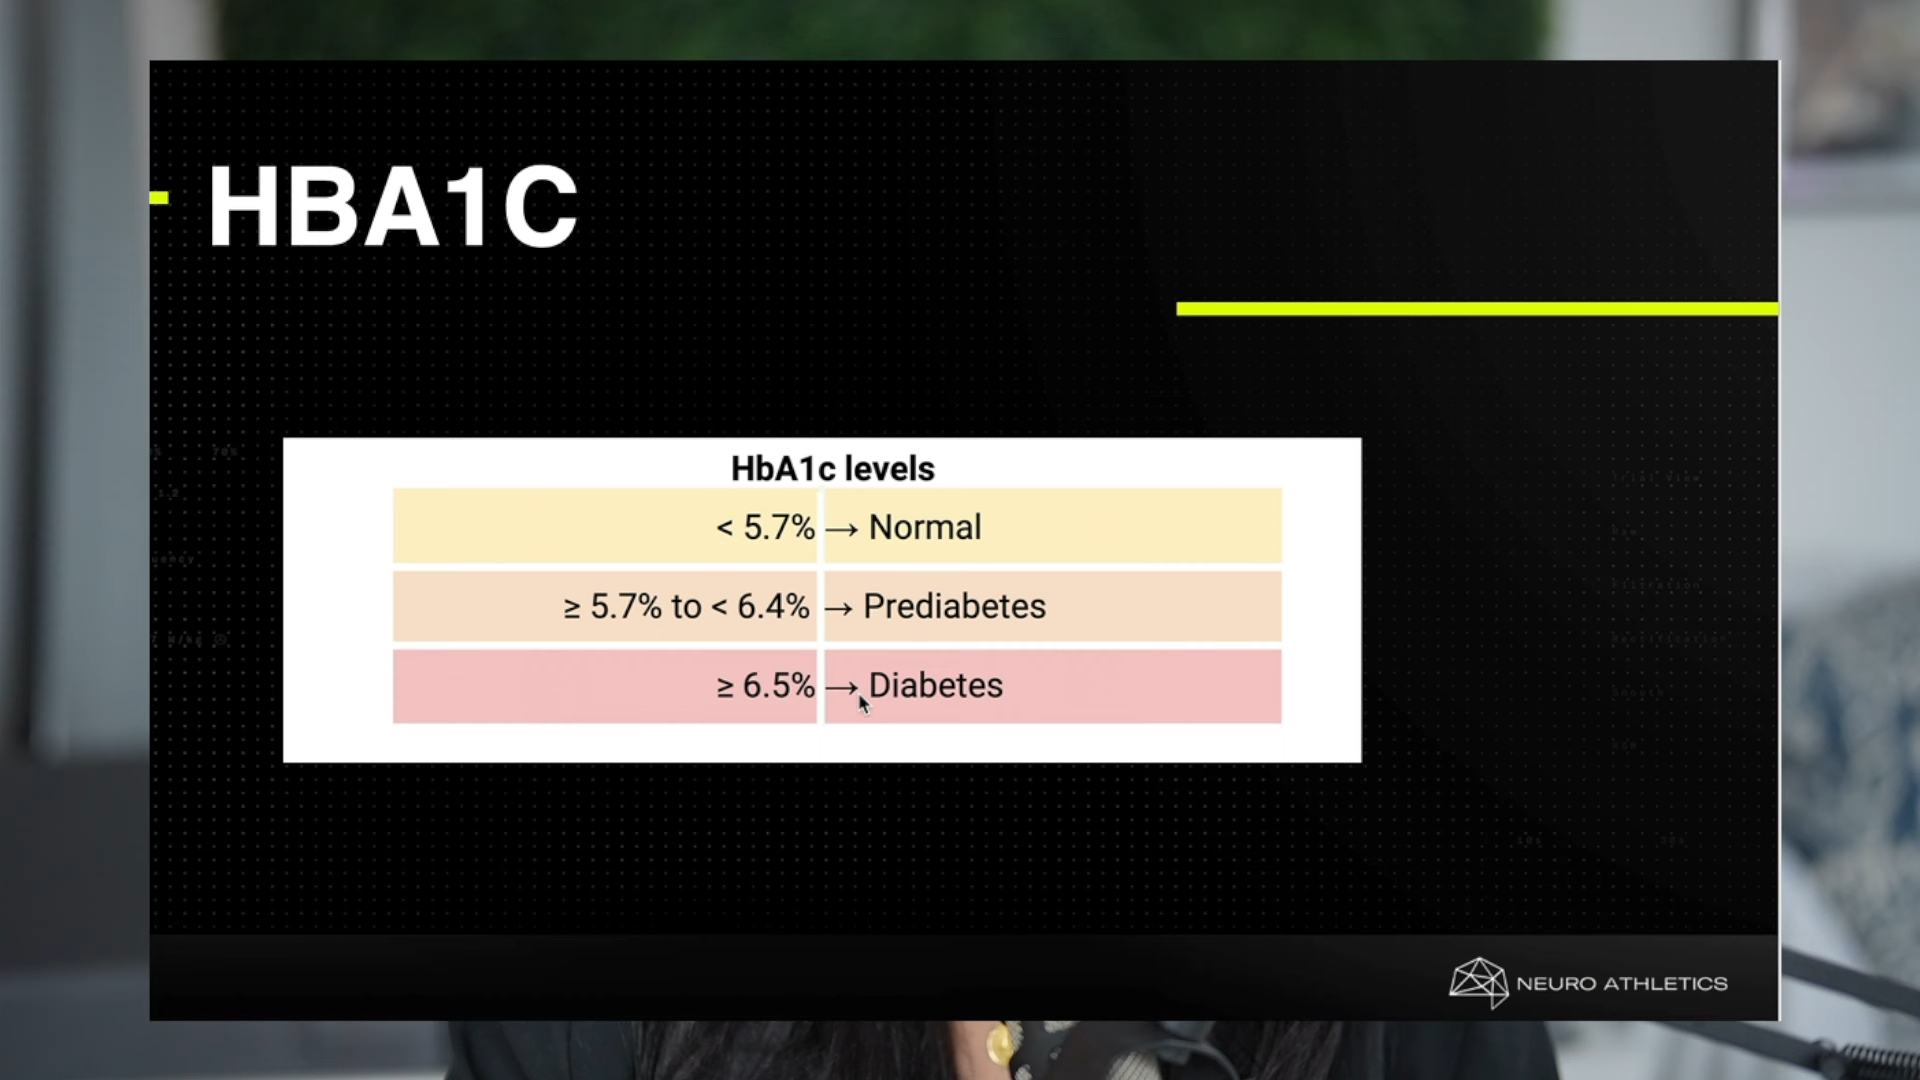 HBA1C
HbA1c levels
< 5.7% → Normal
≥ 5.7% to < 6.4% → Prediabetes
≥ 6.5% → Diabetes
NEURO ATHLETICS